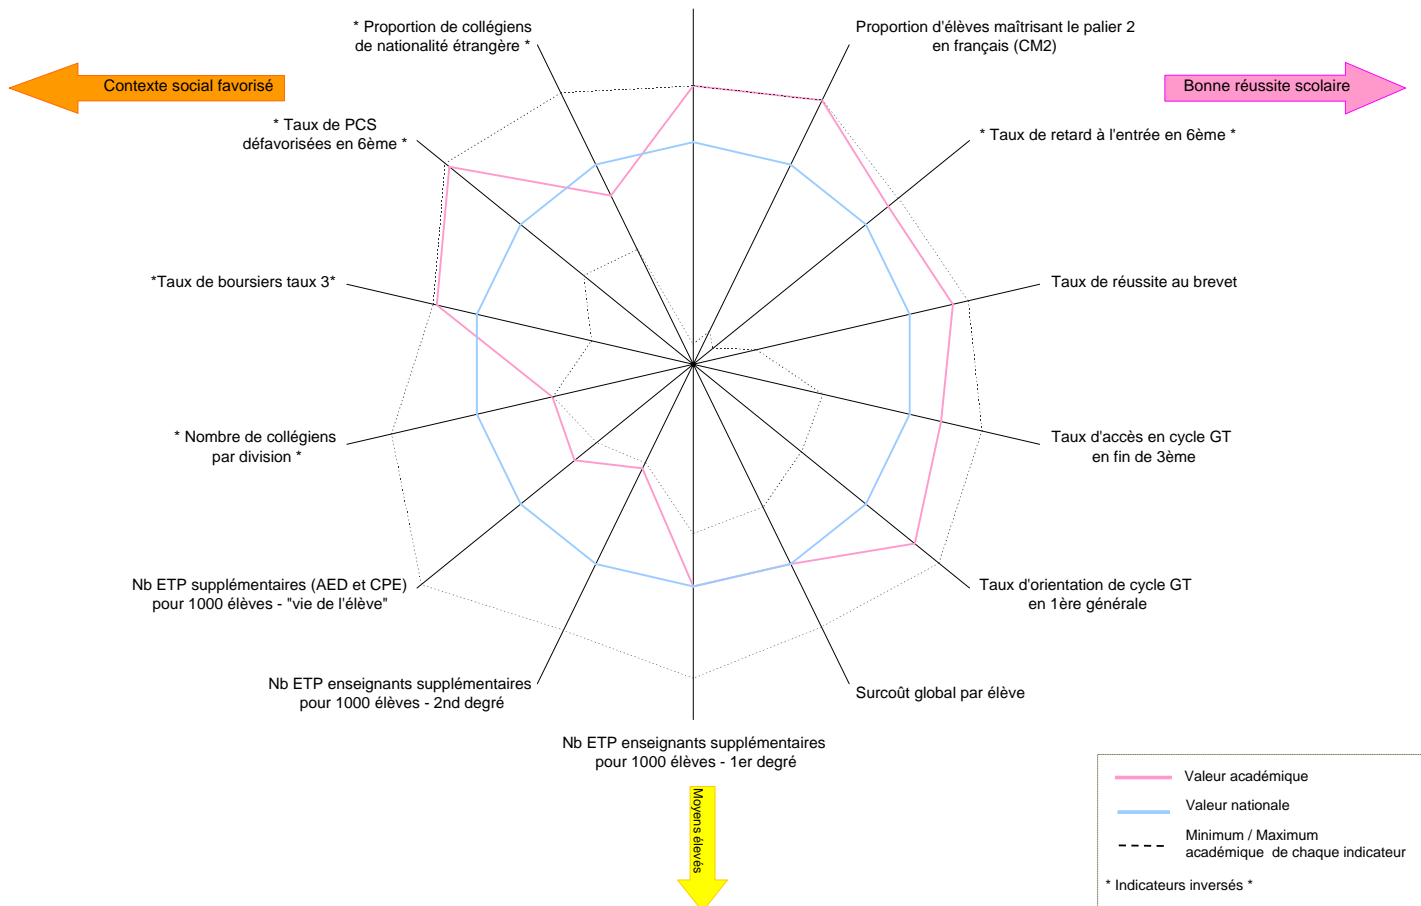 * Proportion de collégiens
de nationalité étrangère *
Proportion d'élèves maîtrisant le palier 2
en français (CM2)
Contexte social favorisé
Bonne réussite scolaire
* Taux de PCS
défavorisées en 6ème *
* Taux de retard à l'entrée en 6ème *
*Taux de boursiers taux 3*
Taux de réussite au brevet
* Nombre de collégiens
par division *
Taux d'accès en cycle GT
en fin de 3ème
Nb ETP supplémentaires (AED et CPE)
pour 1000 élèves - "vie de l'élève"
Taux d'orientation de cycle GT
en 1ère générale
Nb ETP enseignants supplémentaires
pour 1000 élèves - 2nd degré
Surcoût global par élève
Nb ETP enseignants supplémentaires
pour 1000 élèves - 1er degré
Moyens élevés
Valeur académique
Valeur nationale
Minimum / Maximum
académique de chaque indicateur
* Indicateurs inversés *